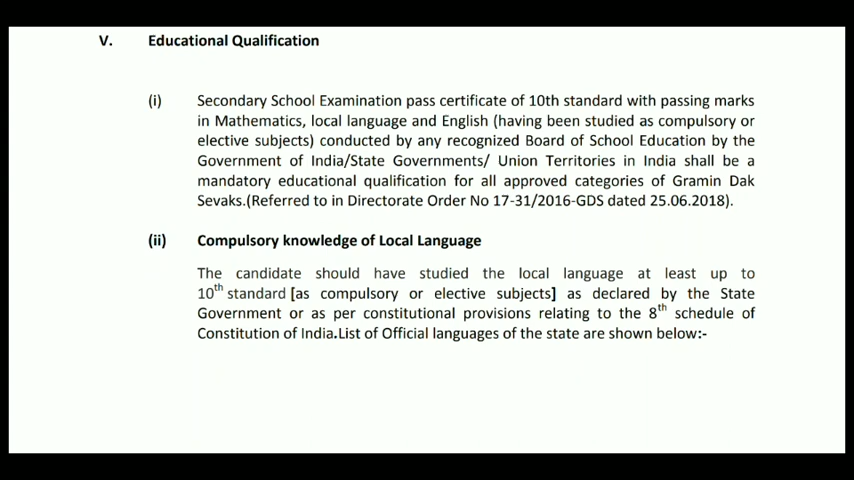 V. Educational Qualification
(i) Secondary School Examination pass certificate of 10th standard with passing marks
in Mathematics, local language and English (having been studied as compulsory or
elective subjects) conducted by any recognized Board of School Education by the
Government of India/State Governments/ Union Territories in India shall be a
mandatory educational qualification for all approved categories of Gramin Dak
Sevaks.(Referred to in Directorate Order No 17-31/2016-GDS dated 25.06.2018).
(ii) Compulsory knowledge of Local Language
The candidate should have studied the local language at least up to
10th standard [as compulsory or elective subjects] as declared by the State
Government or as per constitutional provisions relating to the 8th schedule of
Constitution of India.List of Official languages of the state are shown below:-